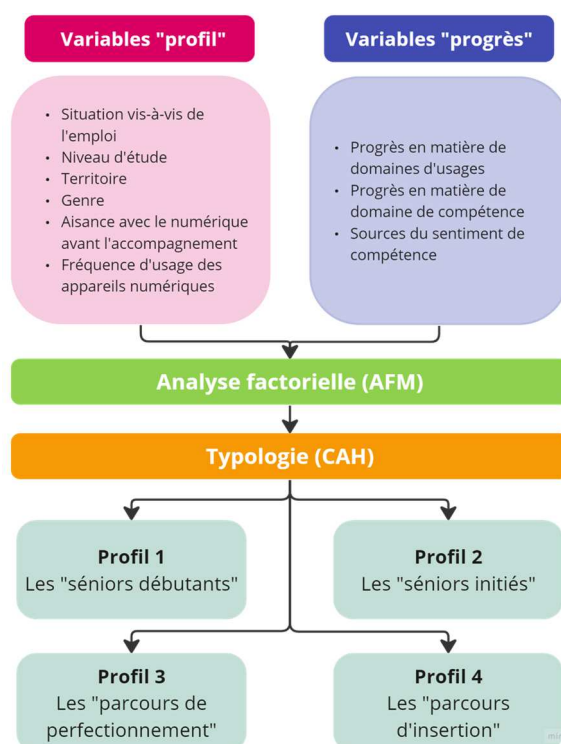 Variables "profil"
Variables "progrès"
• Situation vis-à-vis de
l'emploi
• Niveau d'étude
• Territoire
• Genre
• Aisance avec le numérique
avant l'accompagnement
• Fréquence d'usage des
appareils numériques
• Progrès en matière de
domaines d'usages
• Progrès en matière de
domaine de compétence
• Sources du sentiment de
compétence
Analyse factorielle (AFM)
Typologie (CAH)
Profil 1
Les "séniors débutants"
Profil 2
Les "séniors initiés"
Profil 3
Les "parcours de
perfectionnement"
Profil 4
Les "parcours
d'insertion"